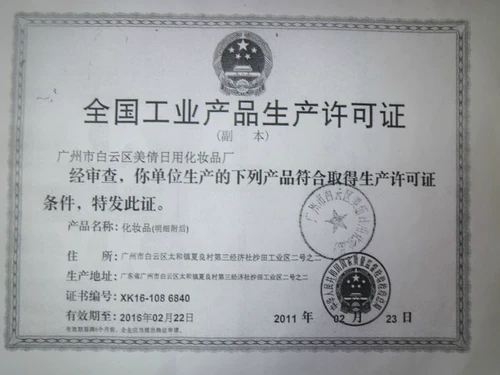 全国工业产品生产许可证
(副 本)
广州市白云区美倩日用化妆品厂
经审查，你单位生产的下列产品符合取得生产许可证
条件，特发此证。
产品名称: 化妆品(明细附后)
住 所: 广州市白云区太和镇夏良村第三经济社沙田工业区二号之二
生产地址: 广东省广州市白云区太和镇夏良村第三经济社沙田工业区二号之二
证书编号: XK16-108 6840
有效期至: 2016年02月22日
2011 年 02 月 23 日